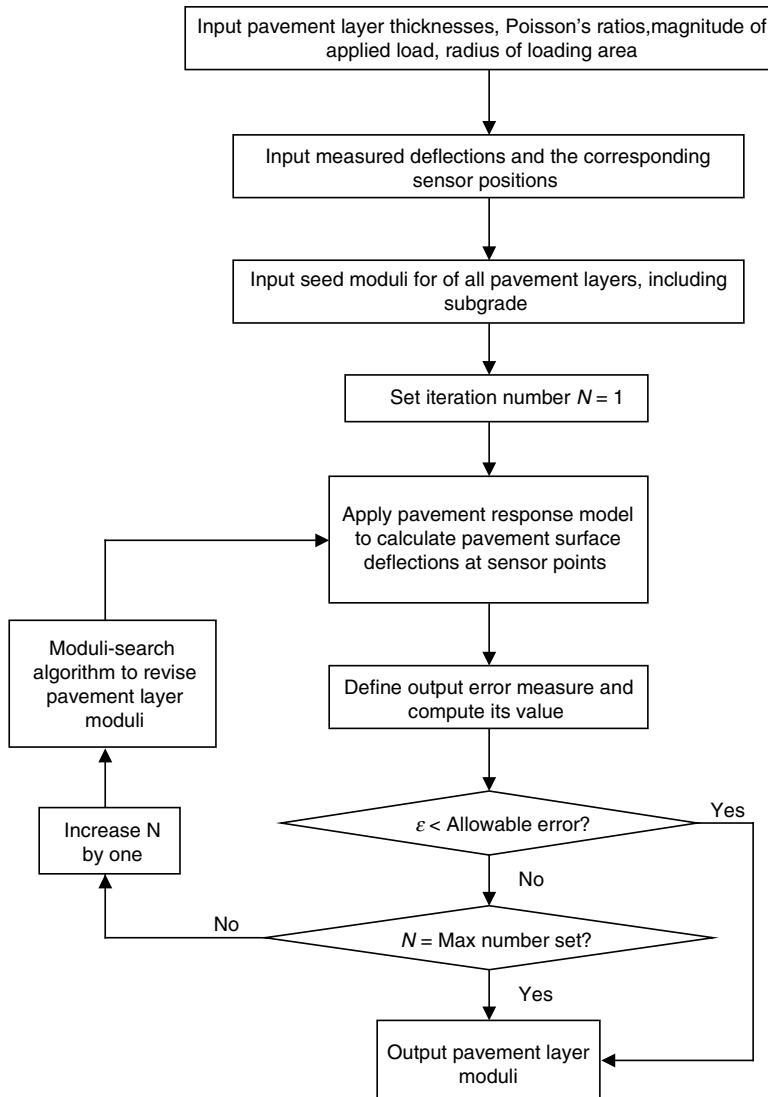 Input pavement layer thicknesses, Poisson's ratios,magnitude of
applied load, radius of loading area
Input measured deflections and the corresponding
sensor positions
Input seed moduli for of all pavement layers, including
subgrade
Set iteration number N = 1
Apply pavement response model
to calculate pavement surface
deflections at sensor points
Moduli-search
algorithm to revise
pavement layer
moduli
Define output error measure and
compute its value
ε < Allowable error?
Yes
Increase N
by one
No
N = Max number set?
No
Yes
Output pavement layer
moduli